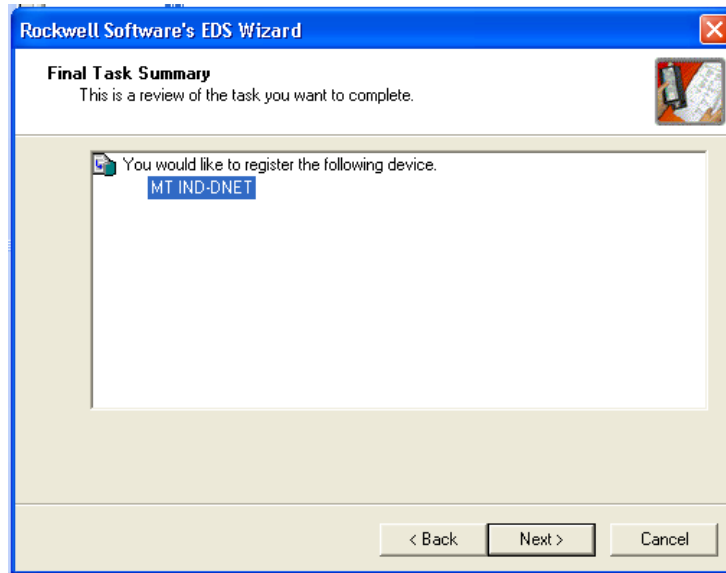 Rockwell Software's EDS Wizard
Final Task Summary
This is a review of the task you want to complete.
You would like to register the following device.
MT IND-DNET
< Back
Next >
Cancel